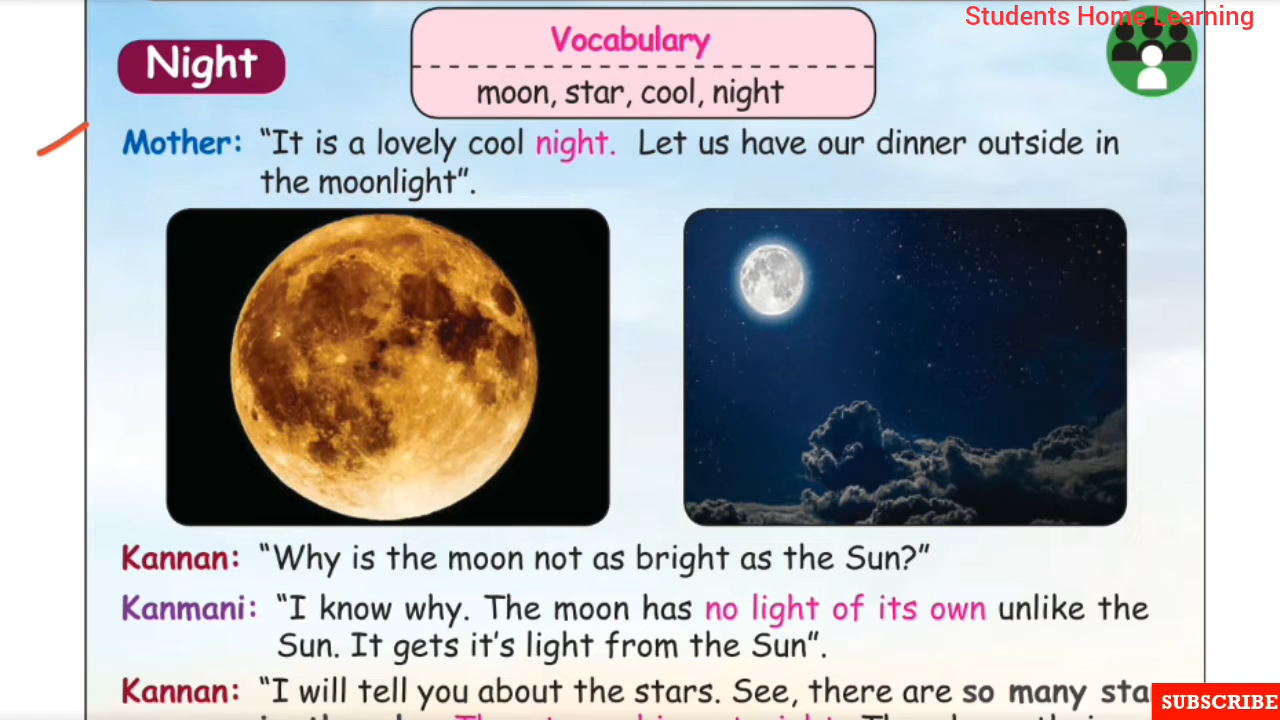 Students Home Learning
Vocabulary
Night
moon, star, cool, night
Mother: “It is a lovely cool night. Let us have our dinner outside in
the moonlight”.
Kannan: “Why is the moon not as bright as the Sun?”
Kanmani: “I know why. The moon has no light of its own unlike the
Sun. It gets it’s light from the Sun”.
Kannan: “I will tell you about the stars. See, there are so many
SUBSCRIBE